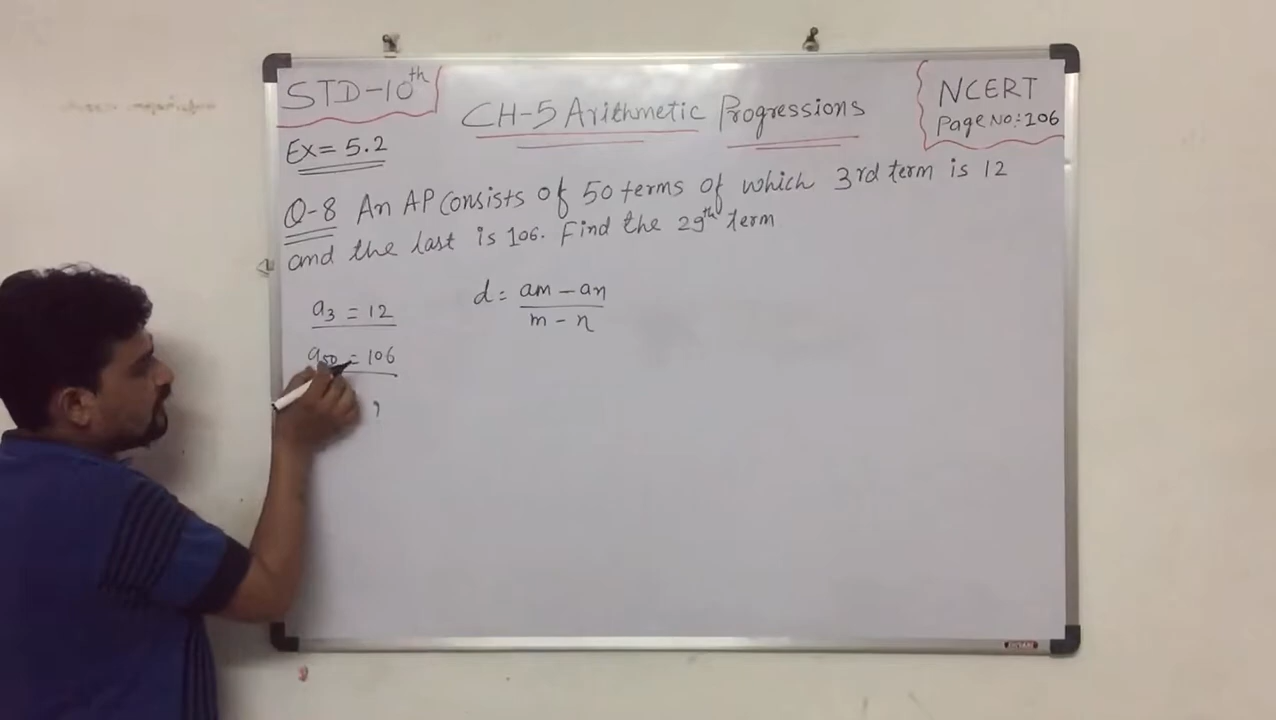 STD-10th
CH-5 Arithmetic Progressions
NCERT
Page No:106
Ex = 5.2
Q-8 An AP consists of 50 terms of which 3rd term is 12
and the last is 106. Find the 29th term
a3 = 12
d = am - an / m - n
a50 = 106